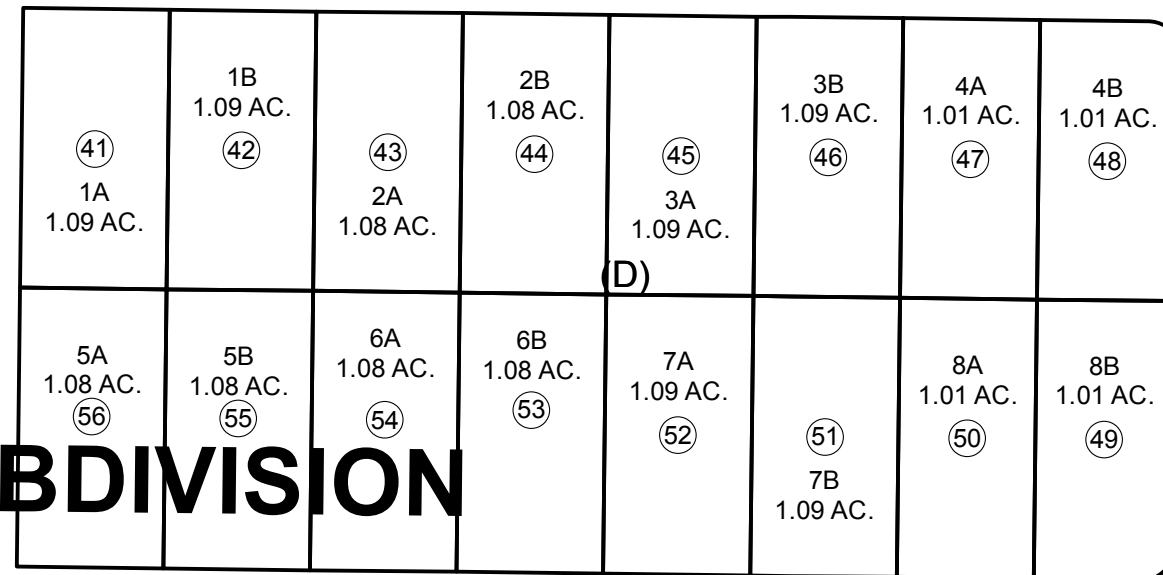 41
1A
1.09 AC.
1B
1.09 AC.
42
43
2A
1.08 AC.
2B
1.08 AC.
44
45
3A
1.09 AC.
3B
1.09 AC.
46
4A
1.01 AC.
47
4B
1.01 AC.
48
(D)
5A
1.08 AC.
56
5B
1.08 AC.
55
6A
1.08 AC.
54
6B
1.08 AC.
53
7A
1.09 AC.
52
51
7B
1.09 AC.
8A
1.01 AC.
50
8B
1.01 AC.
49
BDIVISION